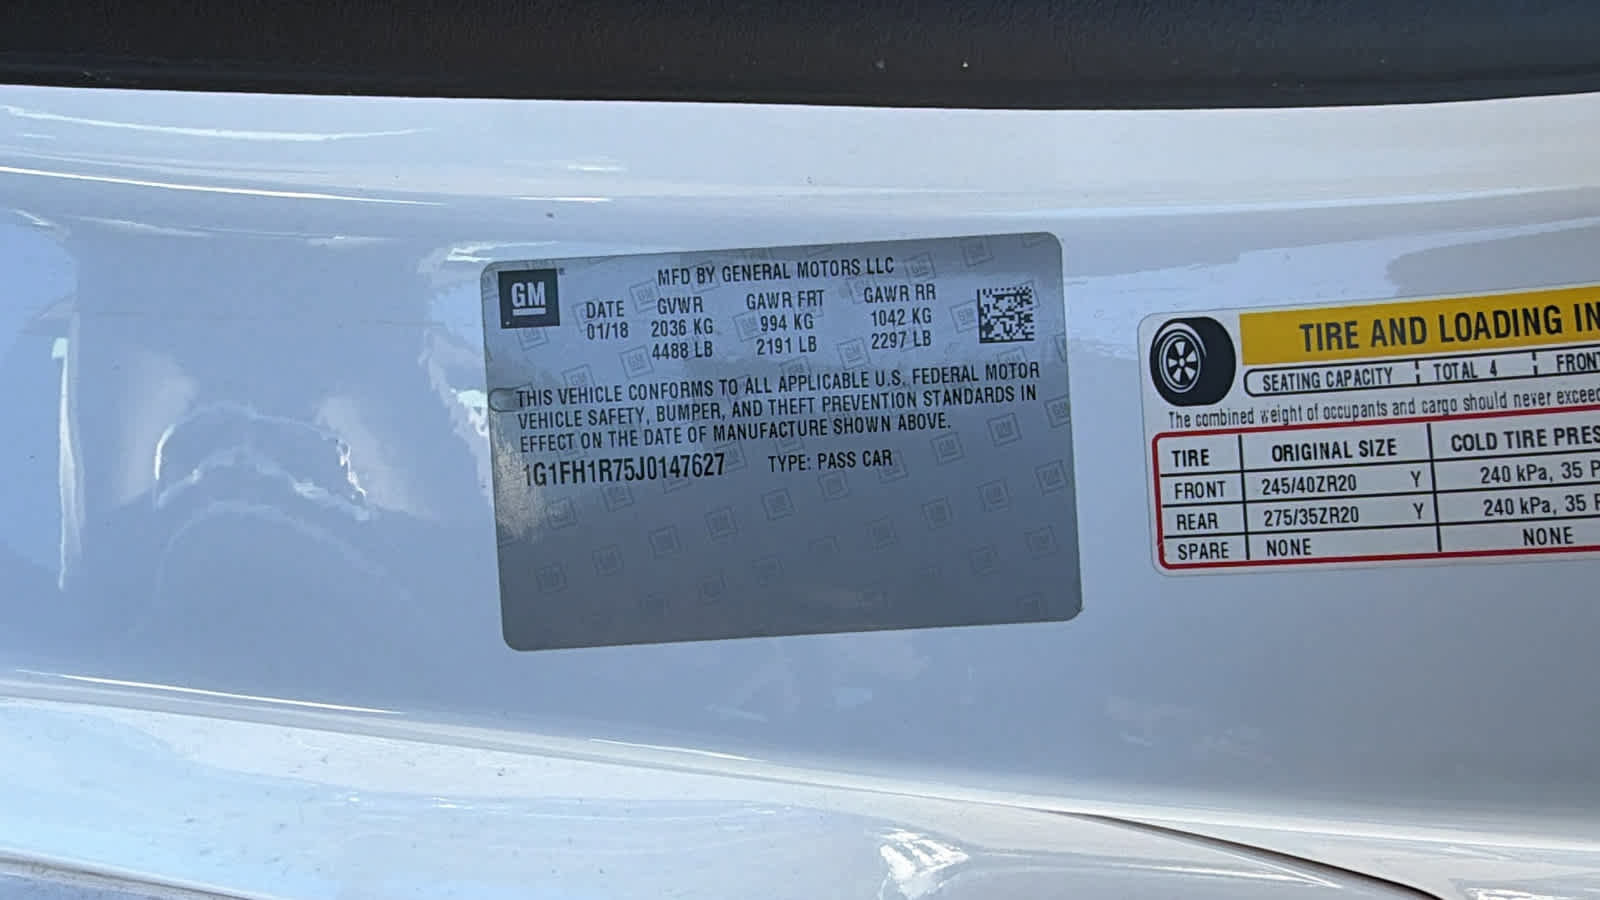 GM
MFD BY GENERAL MOTORS LLC
DATE GVWR GAWR FRT GAWR RR
01/18 2036 KG 994 KG 1042 KG
4488 LB 2191 LB 2297 LB
THIS VEHICLE CONFORMS TO ALL APPLICABLE U.S. FEDERAL MOTOR
VEHICLE SAFETY, BUMPER, AND THEFT PREVENTION STANDARDS IN
EFFECT ON THE DATE OF MANUFACTURE SHOWN ABOVE.
1G1FH1R75J0147627 TYPE: PASS CAR
TIRE AND LOADING IN
SEATING CAPACITY TOTAL 4 FRON
The combined weight of occupants and cargo should never excee
TIRE ORIGINAL SIZE COLD TIRE PRES
FRONT 245/40ZR20 Y 240 kPa, 35 P
REAR 275/35ZR20 Y 240 kPa, 35 P
SPARE NONE NONE